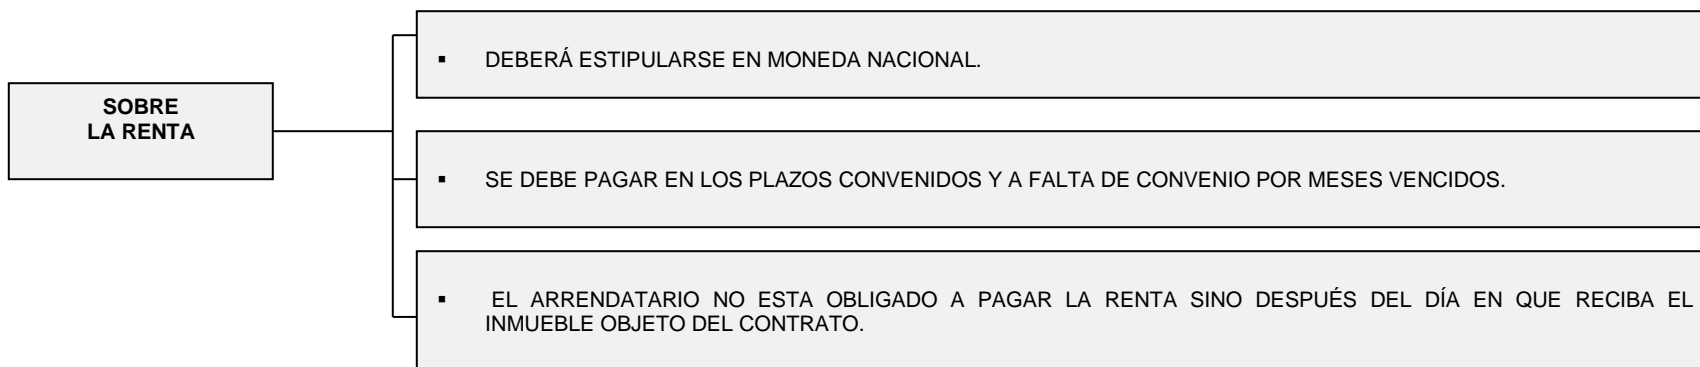 SOBRE
LA RENTA
▪ DEBERÁ ESTIPULARSE EN MONEDA NACIONAL.
▪ SE DEBE PAGAR EN LOS PLAZOS CONVENIDOS Y A FALTA DE CONVENIO POR MESES VENCIDOS.
▪ EL ARRENDATARIO NO ESTA OBLIGADO A PAGAR LA RENTA SINO DESPUÉS DEL DÍA EN QUE RECIBA EL
INMUEBLE OBJETO DEL CONTRATO.